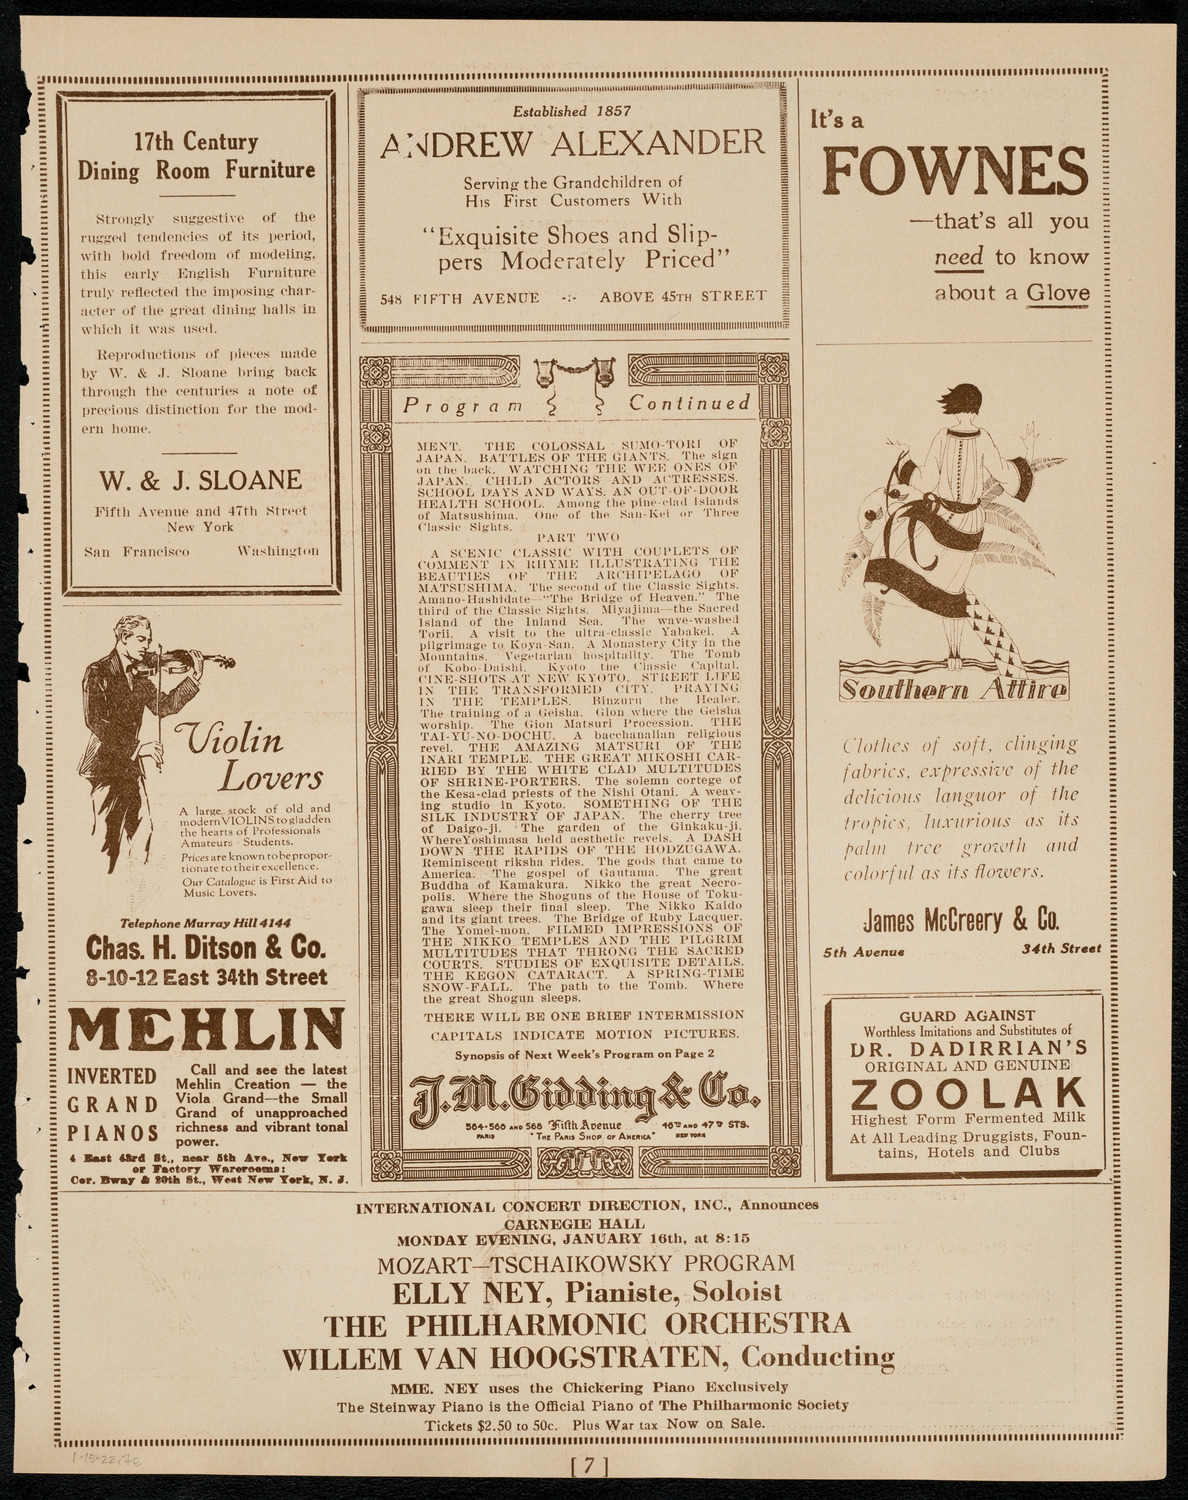 17th Century
Dining Room Furniture
Strongly suggestive of the
rugged tendencies of its period,
with bold freedom of modeling,
this early English Furniture
truly reflected the imposing char-
acter of the great dining halls in
which it was used.
Reproductions of pieces made
by W. & J. Sloane bring back
through the centuries a note of
precious distinction for the mod-
ern home.
W. & J. SLOANE
Fifth Avenue and 47th Street
New York
San Francisco Washington
Violin
Lovers
A large stock of old and
modern VIOLINS to gladden
the hearts of Professionals
Amateurs - Students.
Prices are known to be propor-
tionate to their excellence.
Our Catalogue is First Aid to
Music Lovers.
Telephone Murray Hill 4144
Chas. H. Ditson & Co.
8-10-12 East 34th Street
MEHLIN
INVERTED
GRAND
PIANOS
Call and see the latest
Mehlin Creation — the
Viola Grand—the Small
Grand of unapproached
richness and vibrant tonal
power.
4 East 43rd St., near 5th Ave., New York
or Factory Warerooms:
Cor. Bway & 20th St., West New York, N. J.
Established 1857
ANDREW ALEXANDER
Serving the Grandchildren of
His First Customers With
"Exquisite Shoes and Slip-
pers Moderately Priced"
548 FIFTH AVENUE -:- ABOVE 45TH STREET
Program Continued
MENT. THE COLOSSAL SUMO-TORI OF
JAPAN. BATTLES OF THE GIANTS. The sign
on the back. WATCHING THE WEE ONES OF
JAPAN. CHILD ACTORS AND ACTRESSES.
SCHOOL DAYS AND WAYS. AN OUT-OF-DOOR
HEALTH SCHOOL. Among the pine-clad Islands
of Matsushima. One of the San-Kei or Three
Classic Sights.
PART TWO
A SCENIC CLASSIC WITH COUPLETS OF
COMMENT IN RHYME ILLUSTRATING THE
BEAUTIES OF THE ARCHIPELAGO OF
MATSUSHIMA. The second of the Classic Sights.
Amano-Hashidate—"The Bridge of Heaven." The
third of the Classic Sights. Miyajima—the Sacred
Island of the Inland Sea. The wave-washed
Torii. A visit to the ultra-classic Yabakei. A
pilgrimage to Koya-San. A Monastery City in the
Mountains. Vegetarian hospitality. The Tomb
of Kobo-Daishi. Kyoto the Classic Capital.
CINE-SHOTS AT NEW KYOTO. STREET LIFE
IN THE TRANSFORMED CITY. PRAYING
IN THE TEMPLES. Binzuru the Healer.
The training of a Geisha. Gion where the Geisha
worship. The Gion Matsuri Procession. THE
TAI-YU-NO-DOCHU. A bacchanalian religious
revel. THE AMAZING MATSURI OF THE
INARI TEMPLE. THE GREAT MIKOSHI CAR-
RIED BY THE WHITE CLAD MULTITUDES
OF SHRINE-PORTERS. The solemn cortege of
the Kesa-clad priests of the Nishi Otani. A weav-
ing studio in Kyoto. SOMETHING OF THE
SILK INDUSTRY OF JAPAN. The cherry tree
of Daigo-ji. The garden of the Ginkaku-ji.
Where Yoshimasa held aesthetic revels. A DASH
DOWN THE RAPIDS OF THE HODZUGAWA.
Reminiscent riksha rides. The gods that came to
America. The gospel of Gautama. The great
Buddha of Kamakura. Nikko the great Necro-
polis. Where the Shoguns of the House of Toku-
gawa sleep their final sleep. The Nikko Kaido
and its giant trees. The Bridge of Ruby Lacquer.
The Yomei-mon. FILMED IMPRESSIONS OF
THE NIKKO TEMPLES AND THE PILGRIM
MULTITUDES THAT THRONG THE SACRED
COURTS. STUDIES OF EXQUISITE DETAILS.
THE KEGON CATARACT. A SPRING-TIME
SNOW-FALL. The path to the Tomb. Where
the great Shogun sleeps.
THERE WILL BE ONE BRIEF INTERMISSION
CAPITALS INDICATE MOTION PICTURES.
Synopsis of Next Week's Program on Page 2
J. M. Gidding & Co.
564-566 AND 568 Fifth Avenue 46TH AND 47TH STS.
PARIS "THE PARIS SHOP OF AMERICA" NEW YORK
It's a
FOWNES
—that's all you
need to know
about a Glove
Southern Attire
Clothes of soft, clinging
fabrics, expressive of the
delicious languor of the
tropics, luxurious as its
palm tree growth and
colorful as its flowers.
James McCreery & Co.
5th Avenue 34th Street
GUARD AGAINST
Worthless Imitations and Substitutes of
DR. DADIRRIAN'S
ORIGINAL AND GENUINE
ZOOLAK
Highest Form Fermented Milk
At All Leading Druggists, Foun-
tains, Hotels and Clubs
INTERNATIONAL CONCERT DIRECTION, INC., Announces
CARNEGIE HALL
MONDAY EVENING, JANUARY 16th, at 8:15
MOZART—TSCHAIKOWSKY PROGRAM
ELLY NEY, Pianiste, Soloist
THE PHILHARMONIC ORCHESTRA
WILLEM VAN HOOGSTRATEN, Conducting
MME. NEY uses the Chickering Piano Exclusively
The Steinway Piano is the Official Piano of The Philharmonic Society
Tickets $2.50 to 50c. Plus War tax Now on Sale.
[ 7 ]